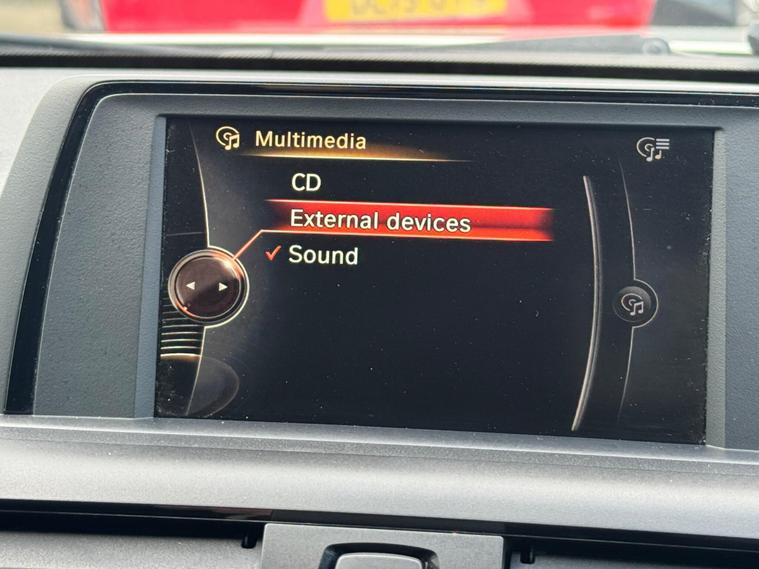 Multimedia
CD
External devices
Sound